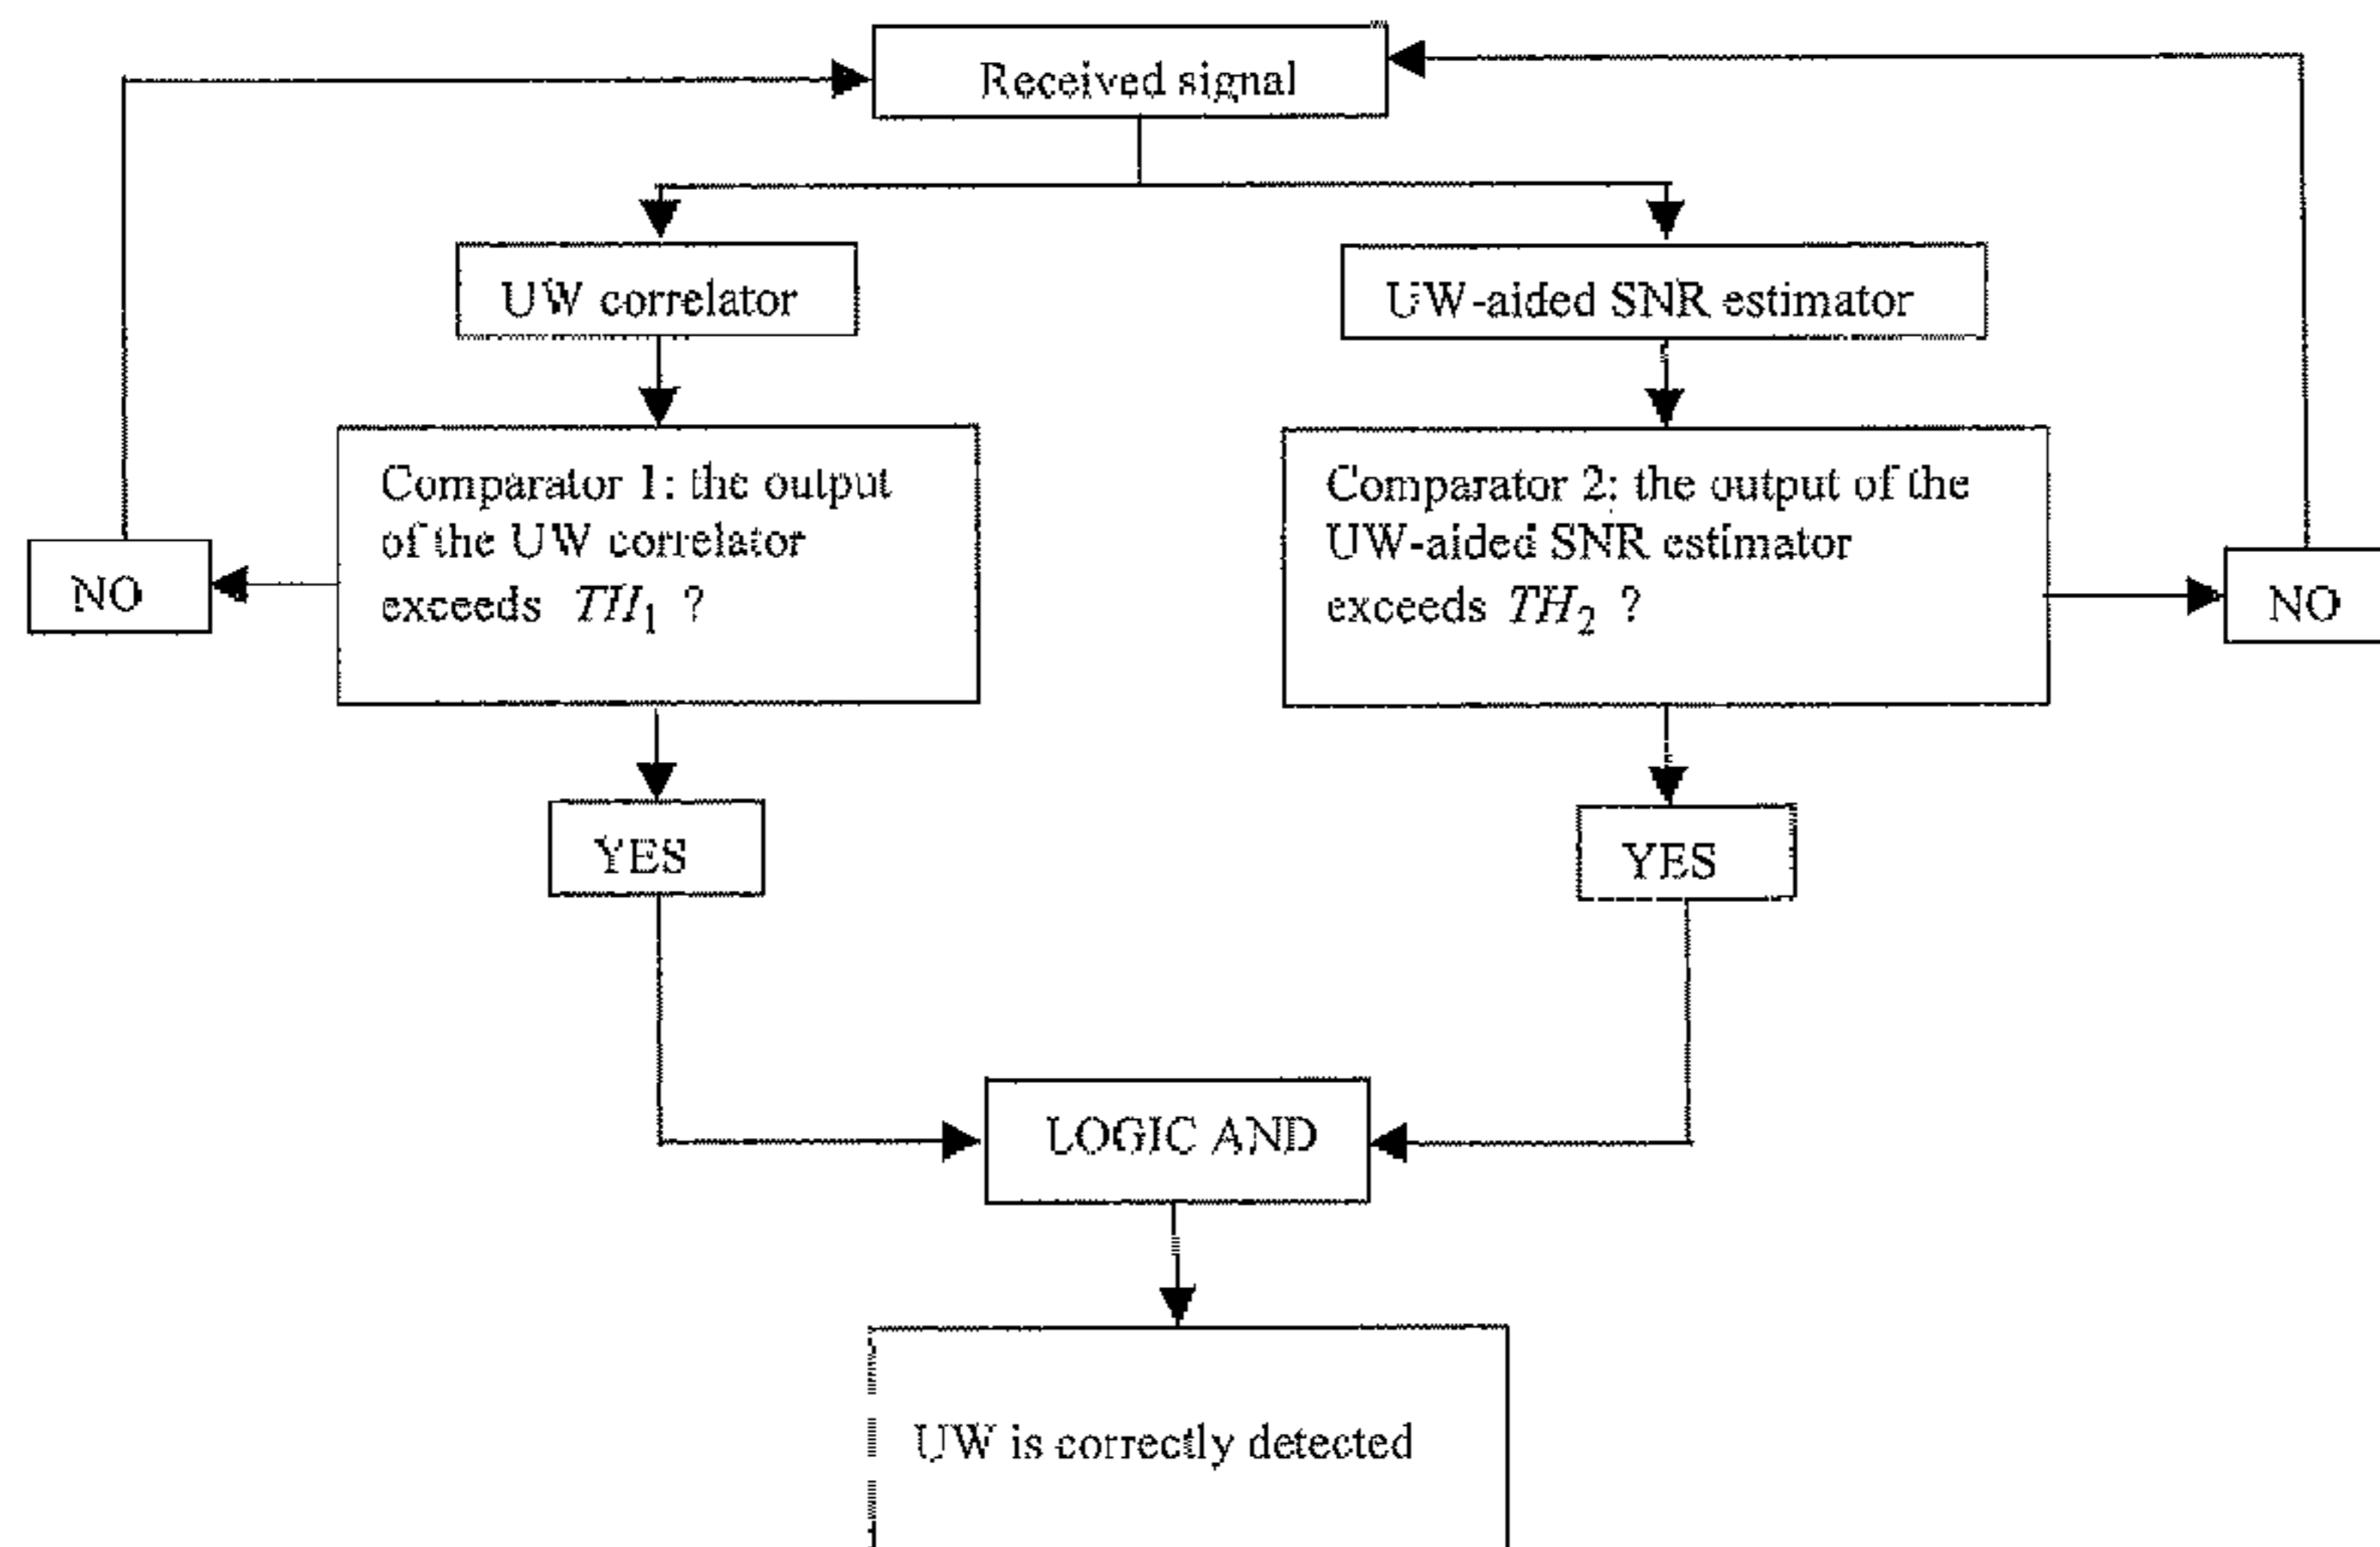 Received signal
UW correlator
UW-aided SNR estimator
Comparator 1: the output
of the UW correlator
exceeds TH₁ ?
Comparator 2: the output of the
UW-aided SNR estimator
exceeds TH₂ ?
NO
NO
YES
YES
LOGIC AND
UW is correctly detected